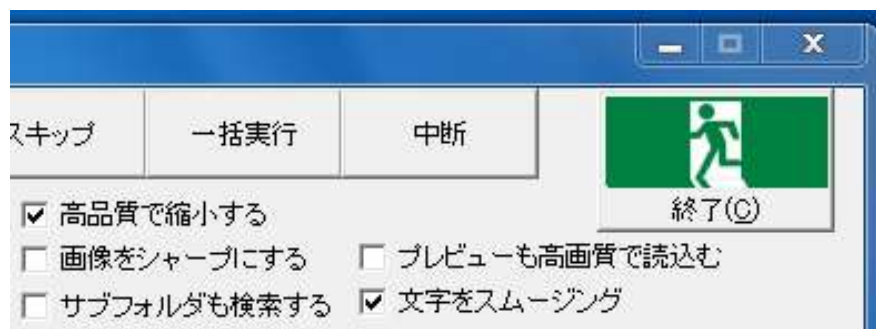 スキップ 一括実行 中断
終了(C)
高品質で縮小する
画像をシャープにする プレビューも高画質で読込む
サブフォルダも検索する 文字をスムージング